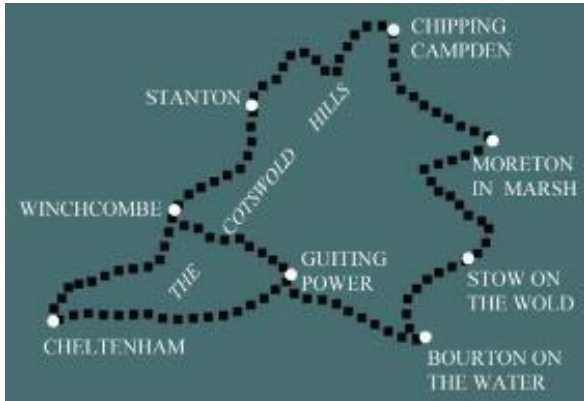 CHIPPING
CAMPDEN
STANTON
HILLS
COTSWOLD
THE
MORETON
IN MARSH
WINCHCOMBE
GUITING
POWER
STOW ON
THE WOLD
CHELTENHAM
BOURTON ON
THE WATER